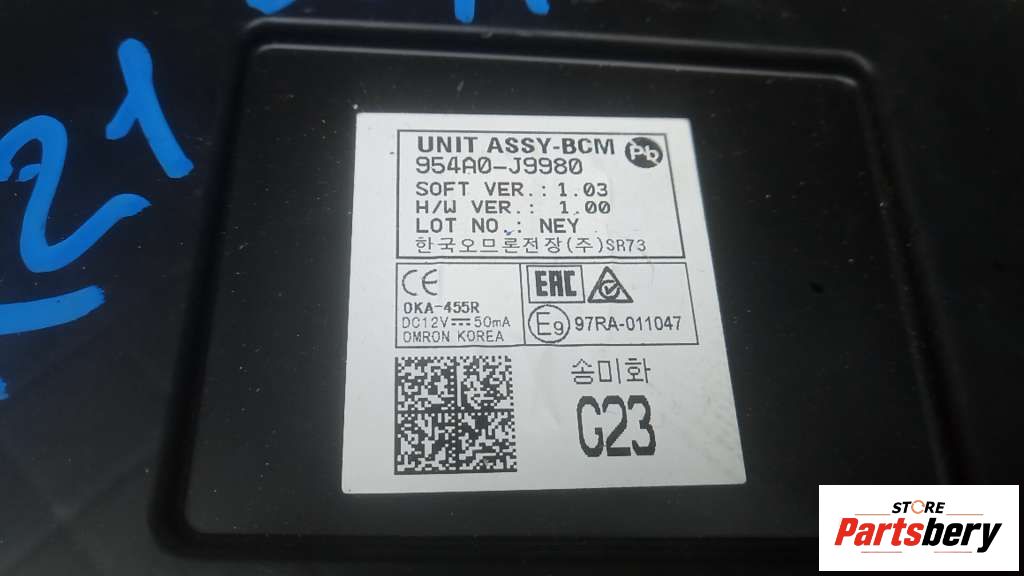 21
UNIT ASSY-BCM
Pb
954A0-J9980
SOFT VER.: 1.03
H/W VER.: 1.00
LOT NO.: NEY
한국오므론전장(주)SR73
CE
OKA-455R
DC12V 50mA
OMRON KOREA
EAC
E9 97RA-011047
송미화
G23
STORE
Partsbery